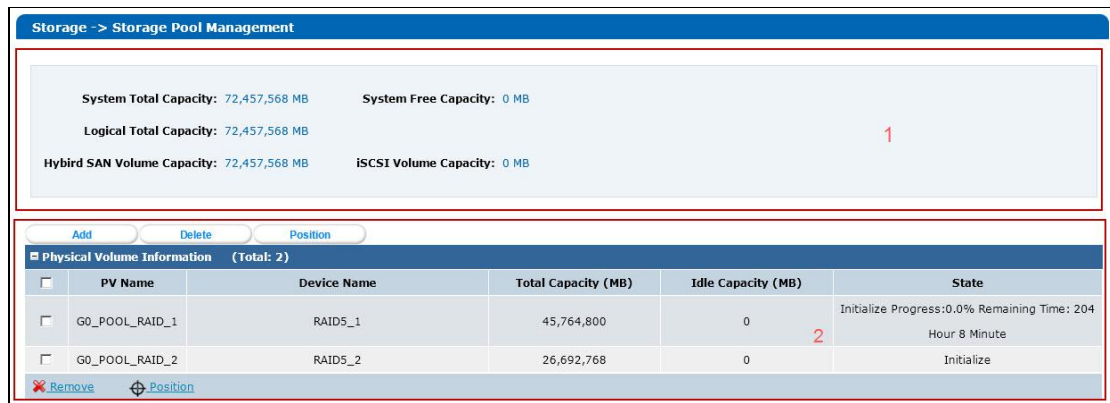 Storage -> Storage Pool Management
System Total Capacity: 72,457,568 MB System Free Capacity: 0 MB
Logical Total Capacity: 72,457,568 MB
1
Hybird SAN Volume Capacity: 72,457,568 MB iSCSI Volume Capacity: 0 MB
Add Delete Position
Physical Volume Information (Total: 2)
PV Name Device Name Total Capacity (MB) Idle Capacity (MB) State
G0_POOL_RAID_1 RAID5_1 45,764,800 0 Initialize Progress:0.0% Remaining Time: 204
Hour 8 Minute
2
G0_POOL_RAID_2 RAID5_2 26,692,768 0 Initialize
Remove Position